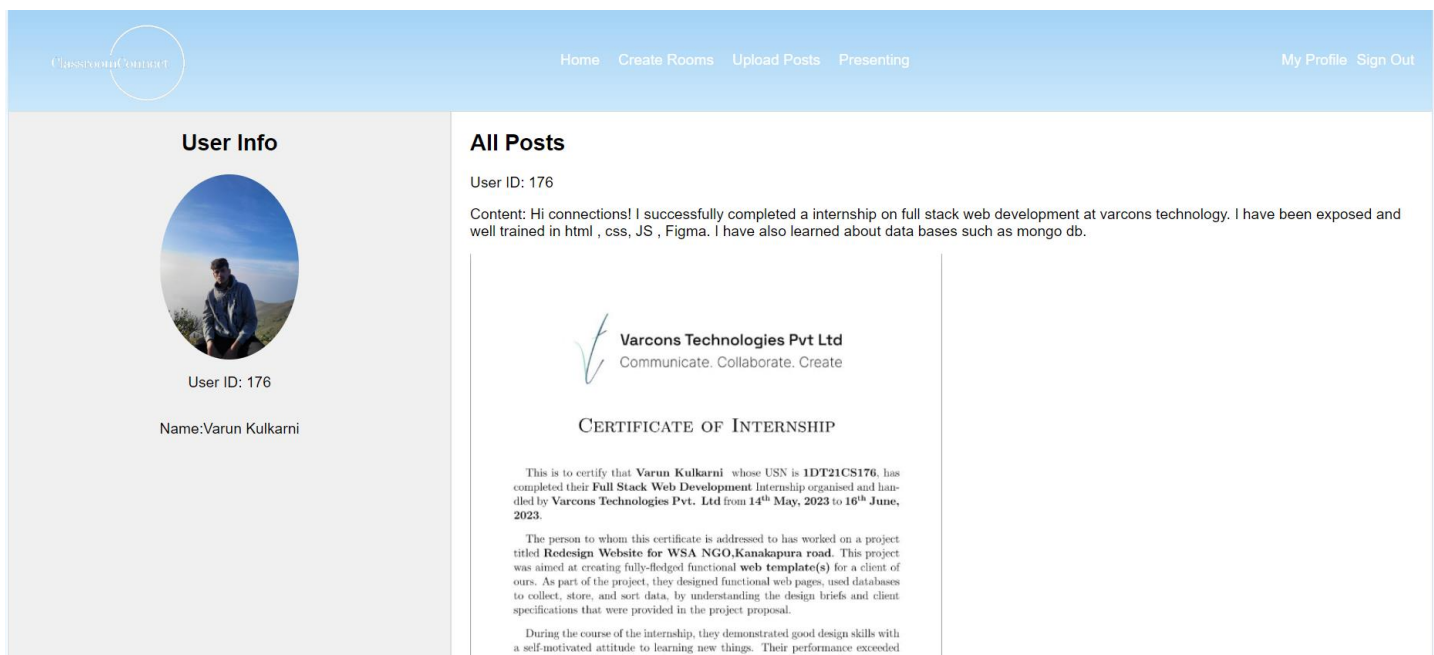 ClassroomConnect
Home Create Rooms Upload Posts Presenting
My Profile Sign Out
User Info
User ID: 176
Name:Varun Kulkarni
All Posts
User ID: 176
Content: Hi connections! I successfully completed a internship on full stack web development at varcons technology. I have been exposed and
well trained in html , css, JS , Figma. I have also learned about data bases such as mongo db.
Varcons Technologies Pvt Ltd
Communicate. Collaborate. Create
Certificate of Internship
This is to certify that Varun Kulkarni whose USN is 1DT21CS176, has
completed their Full Stack Web Development Internship organised and han-
dled by Varcons Technologies Pvt. Ltd from 14th May, 2023 to 16th June,
2023.
The person to whom this certificate is addressed to has worked on a project
titled Redesign Website for WSA NGO,Kanakapura road. This project
was aimed at creating fully-fledged functional web template(s) for a client of
ours. As part of the project, they designed functional web pages, used databases
to collect, store, and sort data, by understanding the design briefs and client
specifications that were provided in the project proposal.
During the course of the internship, they demonstrated good design skills with
a self-motivated attitude to learning new things. Their performance exceeded